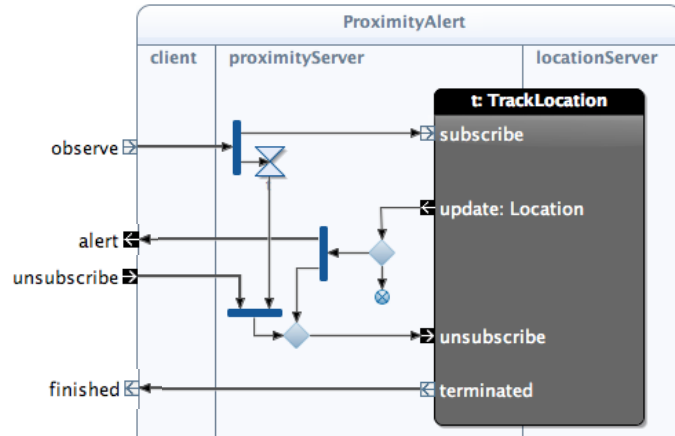 ProximityAlert
client
proximityServer
locationServer
t: TrackLocation
observe
subscribe
update: Location
alert
unsubscribe
unsubscribe
finished
terminated